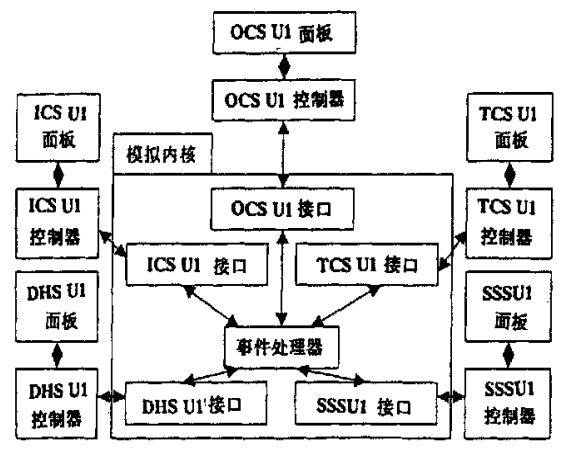 OCS U1 面板
OCS U1 控制器
ICS U1
面板
TCS U1
面板
模拟内核
ICS U1
控制器
OCS U1 接口
TCS U1
控制器
ICS U1 接口
TCS U1 接口
DHS U1
面板
SSSU1
面板
事件处理器
DHS U1
控制器
DHS U1 接口
SSSU1 接口
SSSU1
控制器